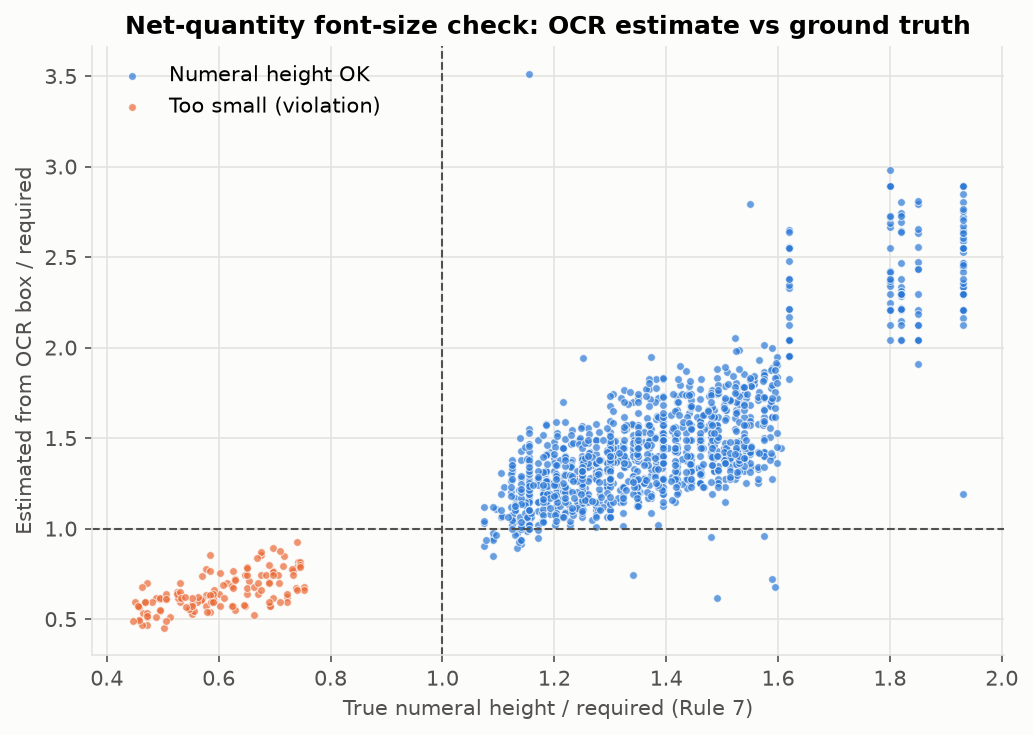 Net-quantity font-size check: OCR estimate vs ground truth
Numeral height OK
Too small (violation)
Estimated from OCR box / required
3.5
3.0
2.5
2.0
1.5
1.0
0.5
0.4 0.6 0.8 1.0 1.2 1.4 1.6 1.8 2.0
True numeral height / required (Rule 7)